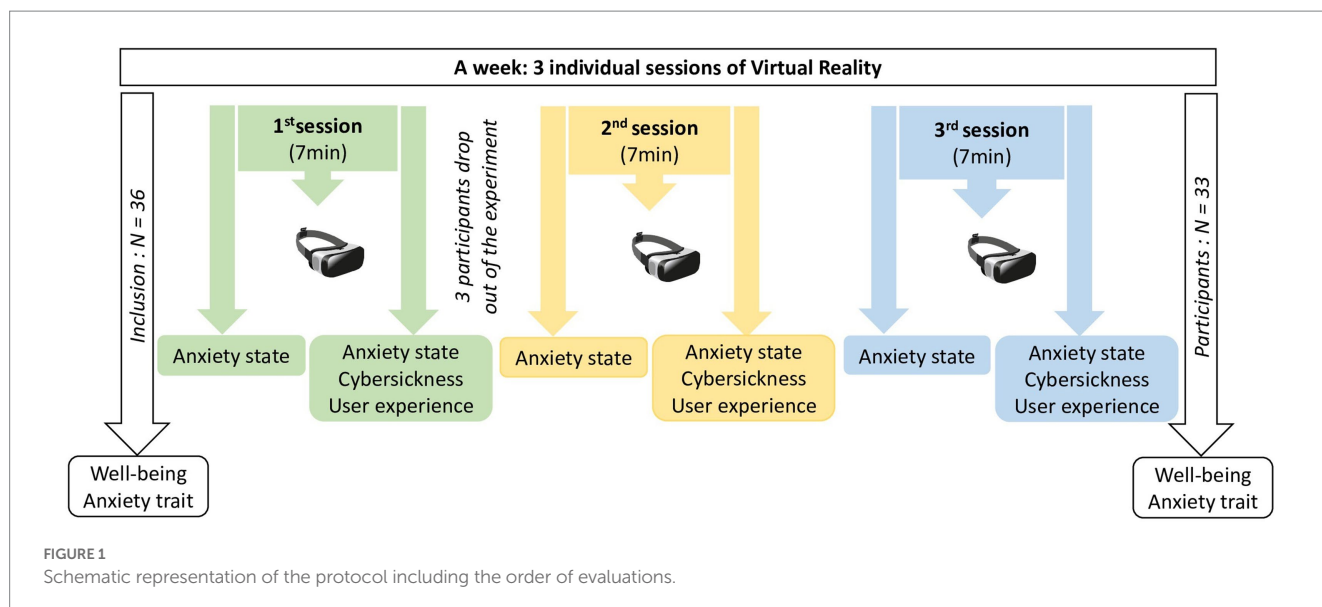 A week: 3 individual sessions of Virtual Reality
Inclusion : N = 36
1st session
(7min)
3 participants drop
out of the experiment
2nd session
(7min)
3rd session
(7min)
Participants : N = 33
Anxiety state
Anxiety state
Cybersickness
User experience
Anxiety state
Anxiety state
Cybersickness
User experience
Anxiety state
Anxiety state
Cybersickness
User experience
Well-being
Anxiety trait
Well-being
Anxiety trait
FIGURE 1
Schematic representation of the protocol including the order of evaluations.